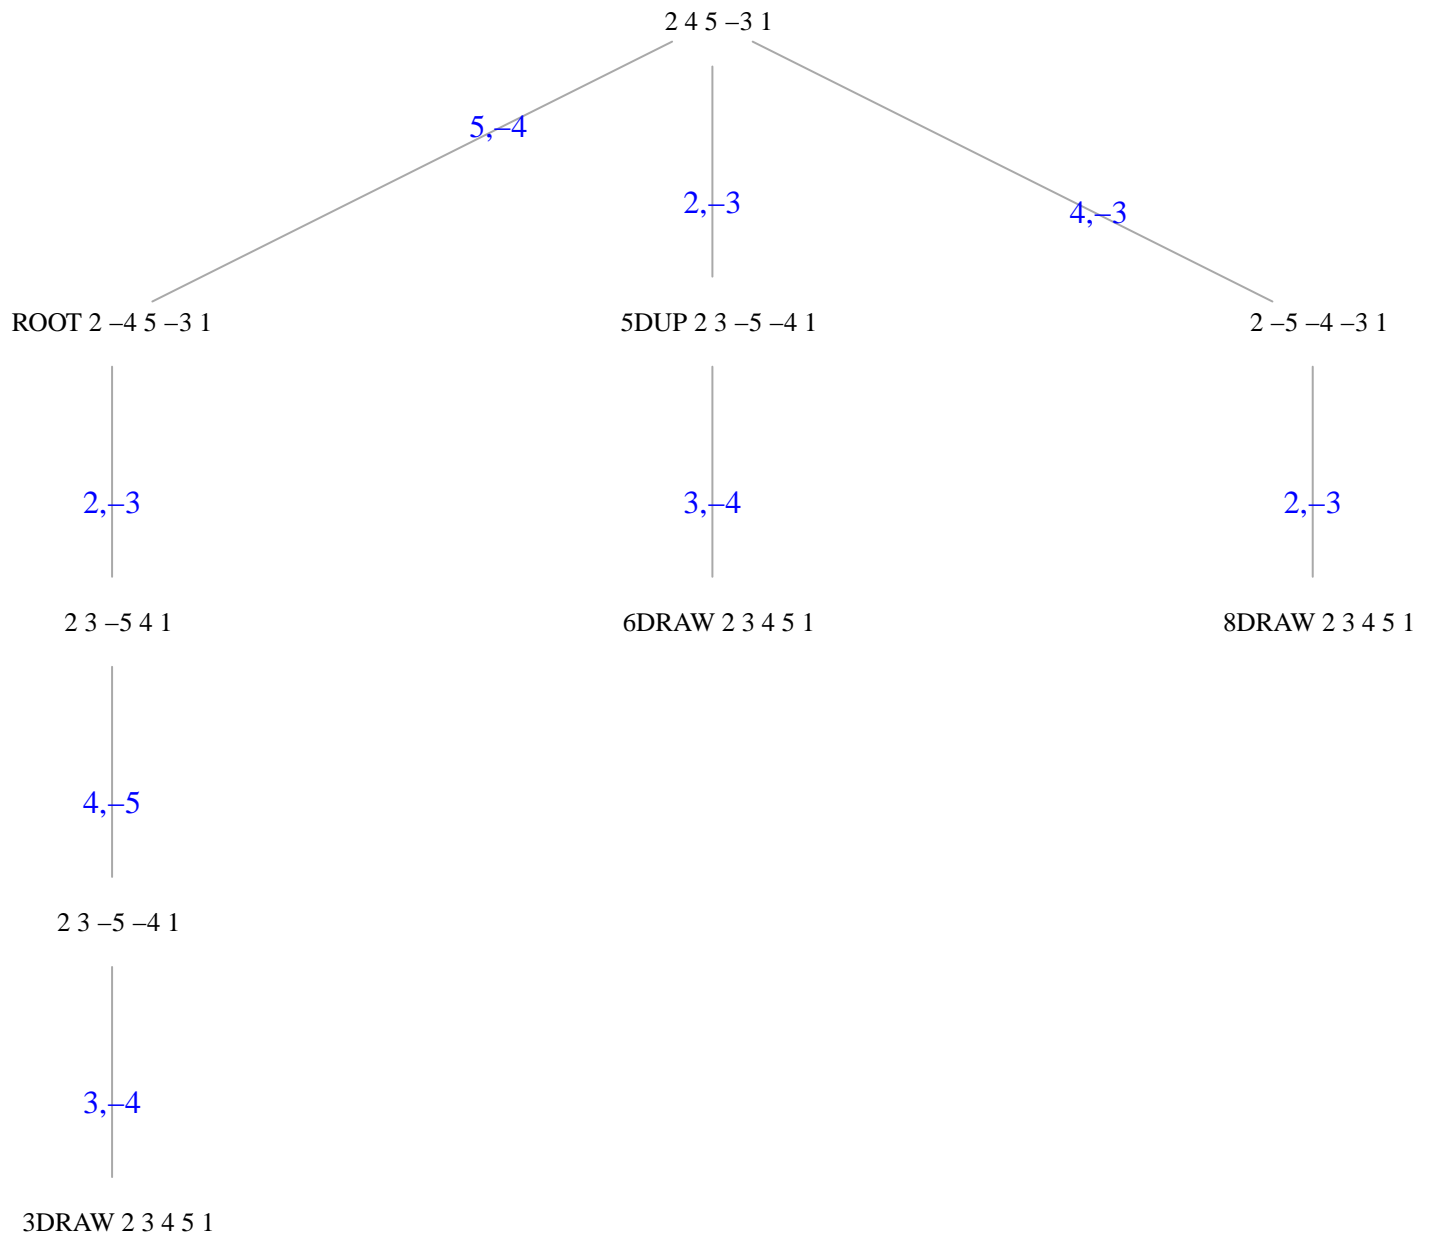 2 4 5 –3 1
5,–4
2,–3
4,–3
ROOT 2 –4 5 –3 1
5DUP 2 3 –5 –4 1
2 –5 –4 –3 1
2,–3
3,–4
2,–3
2 3 –5 4 1
6DRAW 2 3 4 5 1
8DRAW 2 3 4 5 1
4,–5
2 3 –5 –4 1
3,–4
3DRAW 2 3 4 5 1